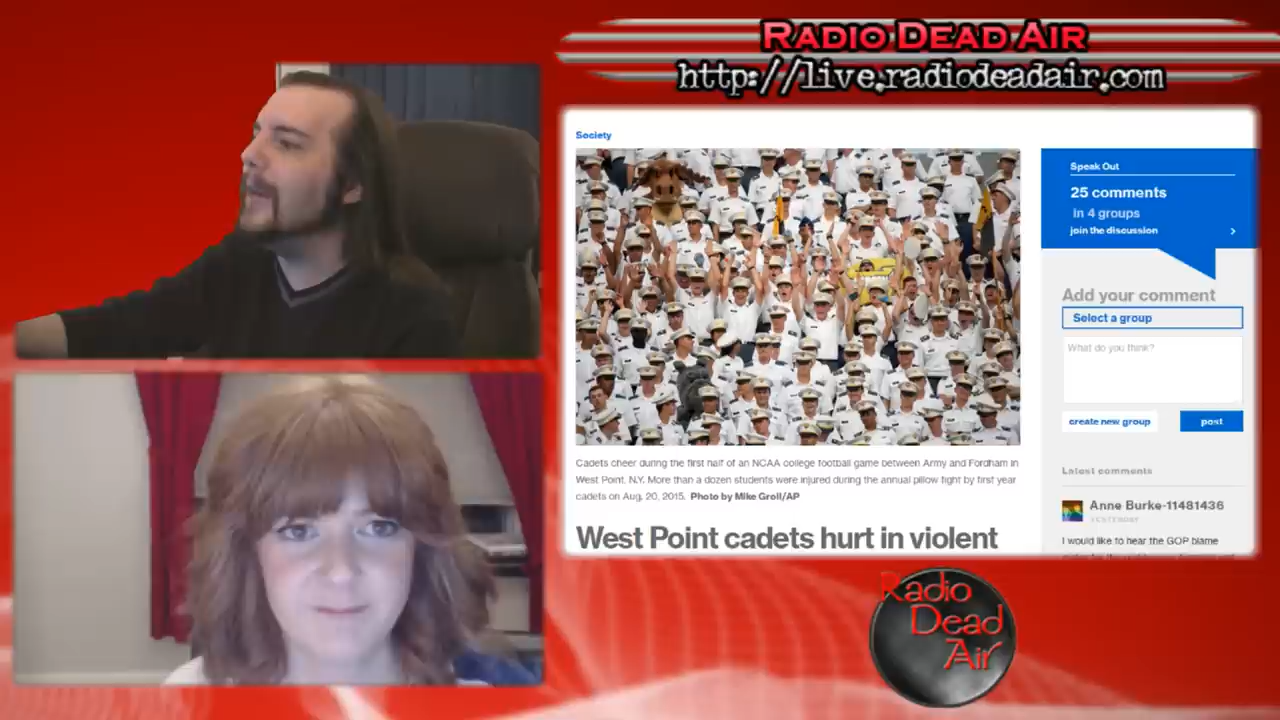 RADIO DEAD AIR
http://live.radiodeadair.com
Society
Speak Out
25 comments
in 4 groups
join the discussion
Add your comment
Select a group
What do you think?
create new group
post
Cadets cheer during the first half of an NCAA college football game between Army and Fordham in
West Point, N.Y. More than a dozen students were injured during the annual pillow fight by first year
cadets on Aug. 20, 2015. Photo by Mike Groll/AP
Latest comments
Anne Burke-11481436
YESTERDAY
I would like to hear the GOP blame
West Point cadets hurt in violent
Radio
Dead
Air